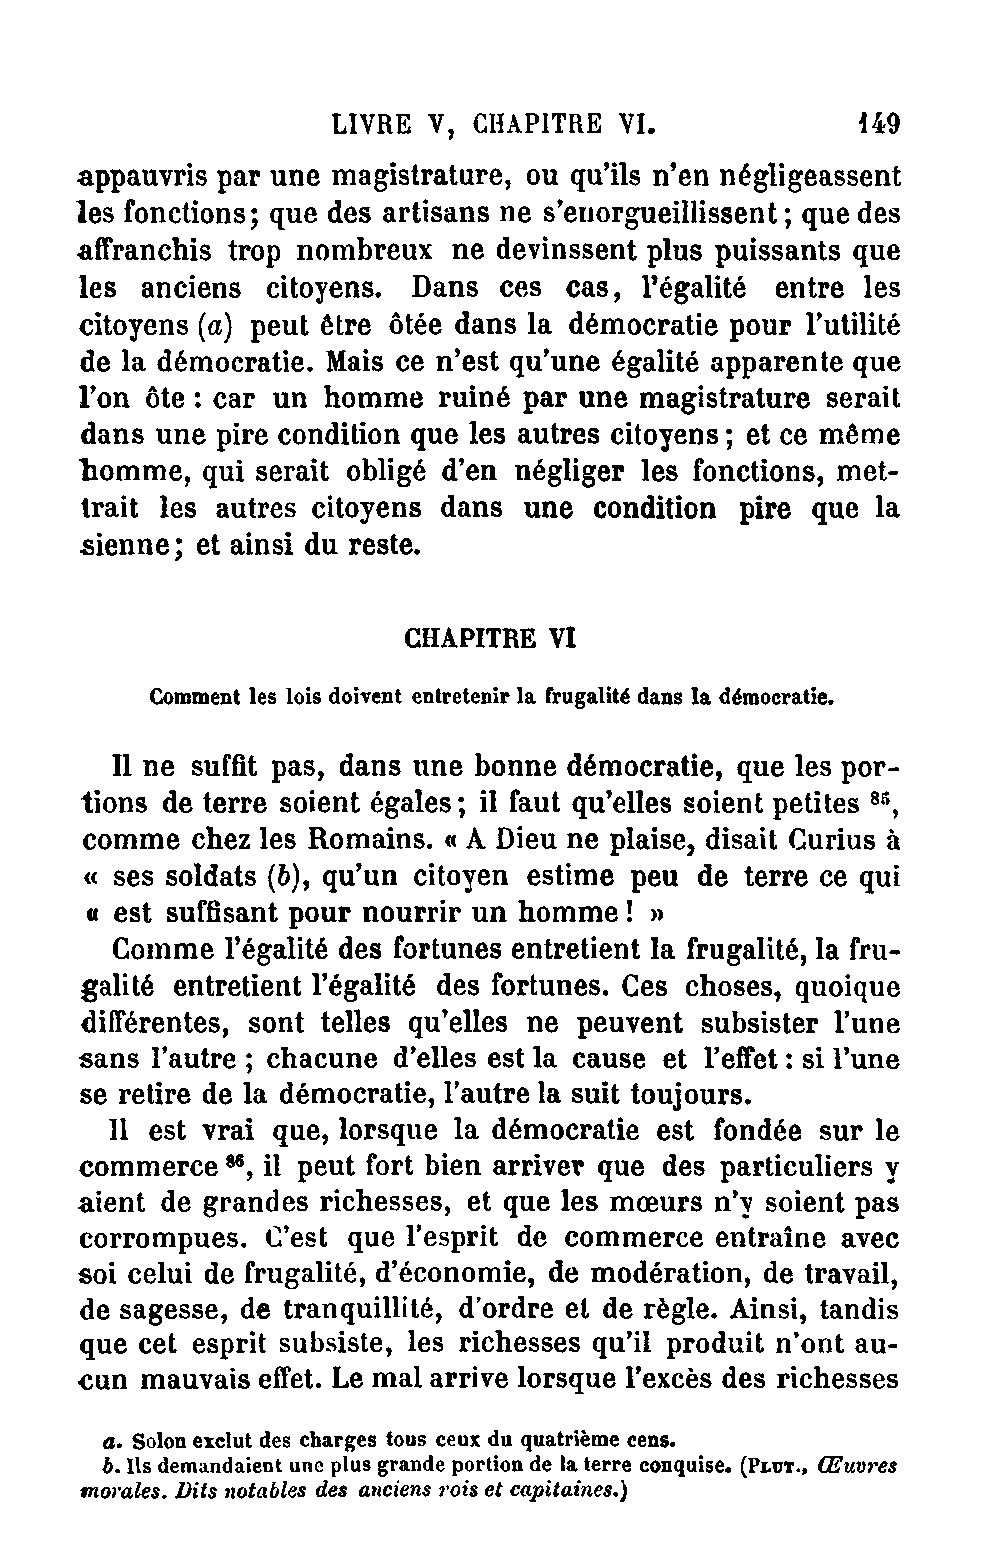 LIVRE V, CHAPITRE VI. 149
appauvris par une magistrature, ou qu'ils n'en négligeassent
les fonctions; que des artisans ne s'enorgueillissent; que des
affranchis trop nombreux ne devinssent plus puissants que
les anciens citoyens. Dans ces cas, l'égalité entre les
citoyens (a) peut être ôtée dans la démocratie pour l'utilité
de la démocratie. Mais ce n'est qu'une égalité apparente que
l'on ôte : car un homme ruiné par une magistrature serait
dans une pire condition que les autres citoyens; et ce même
homme, qui serait obligé d'en négliger les fonctions, met-
trait les autres citoyens dans une condition pire que la
sienne; et ainsi du reste.
CHAPITRE VI
Comment les lois doivent entretenir la frugalité dans la démocratie.
Il ne suffit pas, dans une bonne démocratie, que les por-
tions de terre soient égales; il faut qu'elles soient petites 85,
comme chez les Romains. « A Dieu ne plaise, disait Curius à
« ses soldats (b), qu'un citoyen estime peu de terre ce qui
« est suffisant pour nourrir un homme ! »
Comme l'égalité des fortunes entretient la frugalité, la fru-
galité entretient l'égalité des fortunes. Ces choses, quoique
différentes, sont telles qu'elles ne peuvent subsister l'une
sans l'autre ; chacune d'elles est la cause et l'effet : si l'une
se retire de la démocratie, l'autre la suit toujours.
Il est vrai que, lorsque la démocratie est fondée sur le
commerce 86, il peut fort bien arriver que des particuliers y
aient de grandes richesses, et que les mœurs n'y soient pas
corrompues. C'est que l'esprit de commerce entraîne avec
soi celui de frugalité, d'économie, de modération, de travail,
de sagesse, de tranquillité, d'ordre et de règle. Ainsi, tandis
que cet esprit subsiste, les richesses qu'il produit n'ont au-
cun mauvais effet. Le mal arrive lorsque l'excès des richesses
a. Solon exclut des charges tous ceux du quatrième cens.
b. Ils demandaient une plus grande portion de la terre conquise. (PLUT., Œuvres
morales. Dits notables des anciens rois et capitaines.)